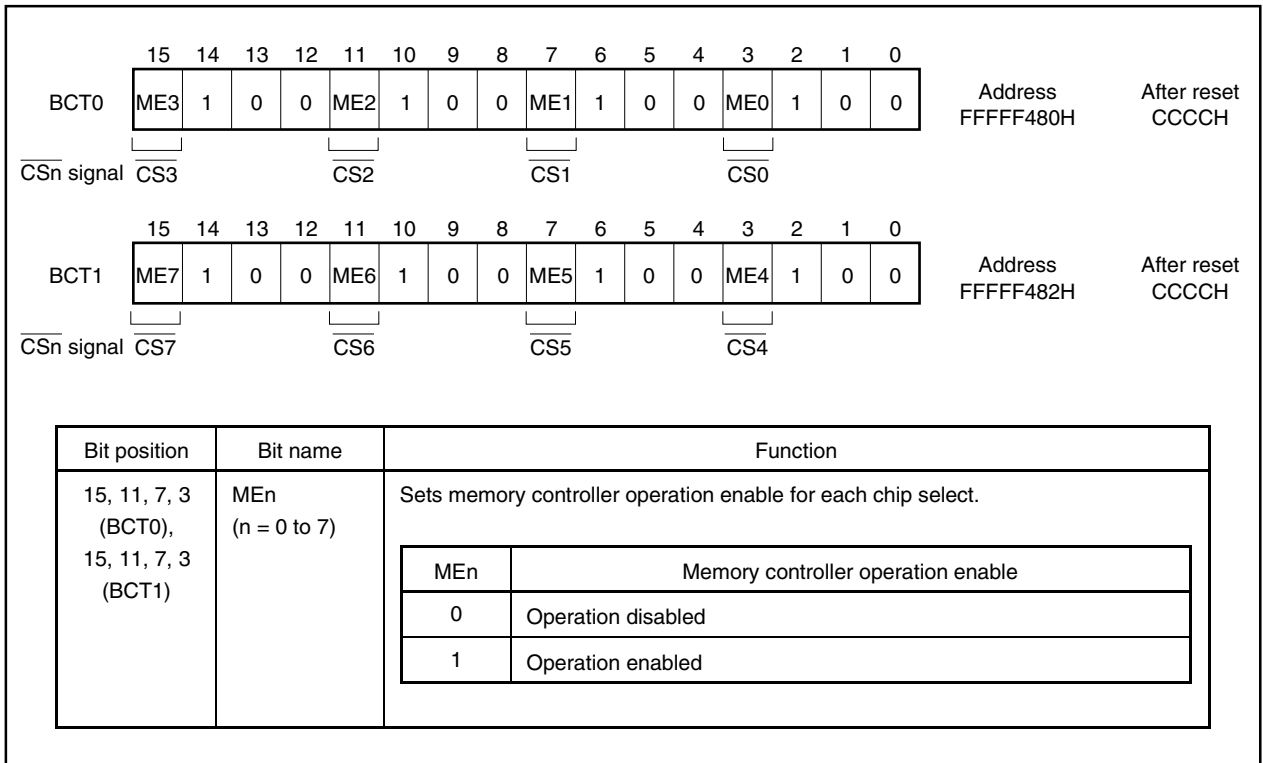 15 14 13 12 11 10 9 8 7 6 5 4 3 2 1 0
BCT0 ME3 1 0 0 ME2 1 0 0 ME1 1 0 0 ME0 1 0 0 Address After reset
FFFFF480H CCCCH
CSn signal CS3 CS2 CS1 CS0
15 14 13 12 11 10 9 8 7 6 5 4 3 2 1 0
BCT1 ME7 1 0 0 ME6 1 0 0 ME5 1 0 0 ME4 1 0 0 Address After reset
FFFFF482H CCCCH
CSn signal CS7 CS6 CS5 CS4
Bit position Bit name Function
15, 11, 7, 3 MEn Sets memory controller operation enable for each chip select.
(BCT0), (n = 0 to 7)
15, 11, 7, 3
(BCT1)
MEn Memory controller operation enable
0 Operation disabled
1 Operation enabled